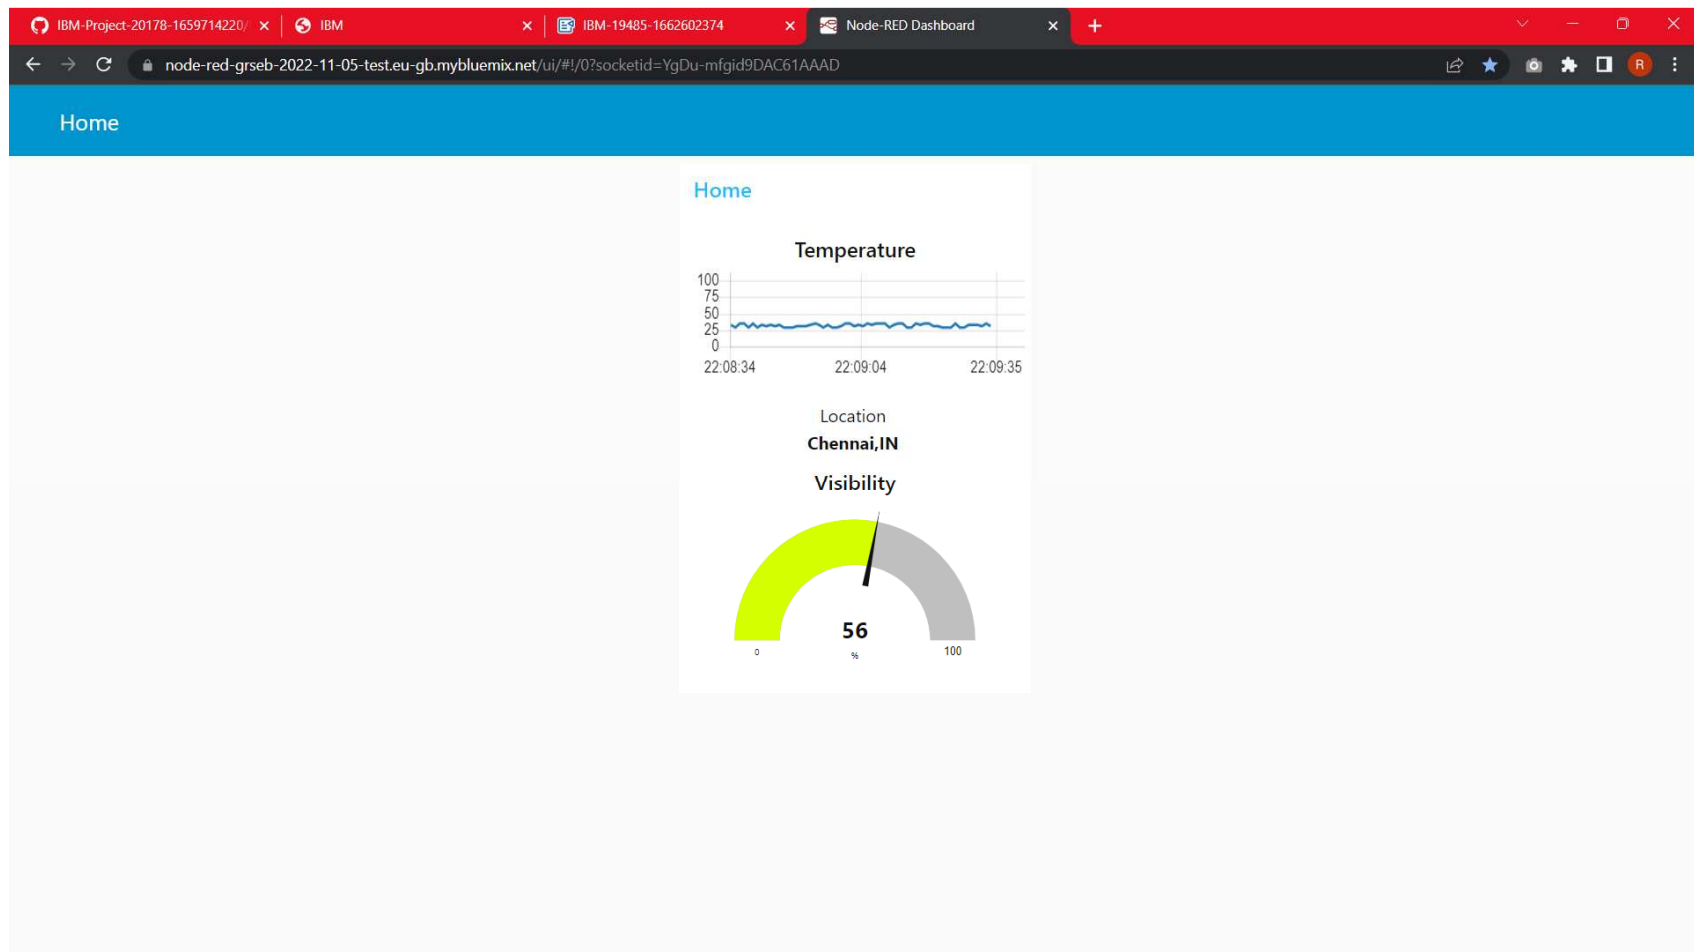 IBM-Project-20178-1659714220/
IBM
IBM-19485-1662602374
Node-RED Dashboard
node-red-grseb-2022-11-05-test.eu-gb.mybluemix.net/ui/#!/0?socketid=YgDu-mfgid9DAC61AAAD
R
Home
Home
Temperature
100
75
50
25
0
22:08:34 22:09:04 22:09:35
Location
Chennai,IN
Visibility
56
0 % 100